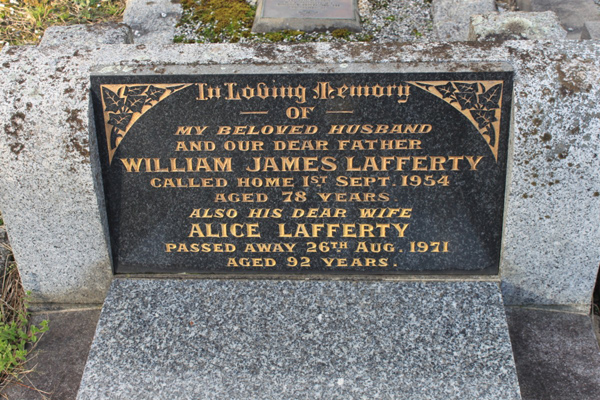 In Loving Memory
— OF —
MY BELOVED HUSBAND
AND OUR DEAR FATHER
WILLIAM JAMES LAFFERTY
CALLED HOME 1ST SEPT. 1954
AGED 78 YEARS
ALSO HIS DEAR WIFE
ALICE LAFFERTY
PASSED AWAY 26TH AUG. 1971
AGED 92 YEARS.